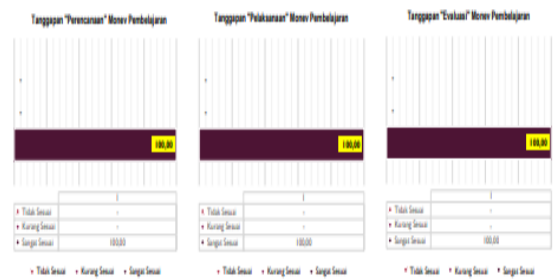 Tanggapan "Perencanaan" Monev Pembelajaran
100,00
1
Tidak Sesuai -
Kurang Sesuai -
Sangat Sesuai 100,00
Tidak Sesuai Kurang Sesuai Sangat Sesuai
Tanggapan "Pelaksanaan" Monev Pembelajaran
100,00
1
Tidak Sesuai -
Kurang Sesuai -
Sangat Sesuai 100,00
Tidak Sesuai Kurang Sesuai Sangat Sesuai
Tanggapan "Evaluasi" Monev Pembelajaran
100,00
1
Tidak Sesuai -
Kurang Sesuai -
Sangat Sesuai 100,00
Tidak Sesuai Kurang Sesuai Sangat Sesuai